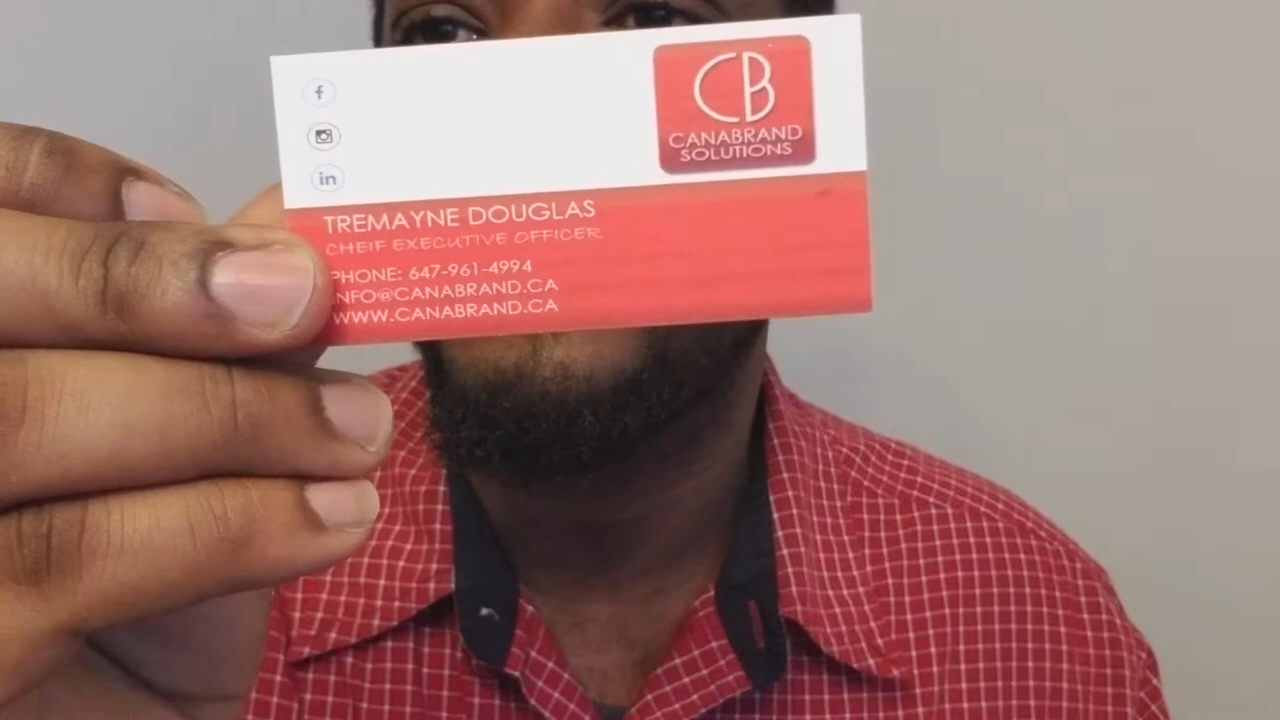 CB
CANABRAND
SOLUTIONS
f
in
TREMAYNE DOUGLAS
CHEIF EXECUTIVE OFFICER
PHONE: 647-961-4994
INFO@CANABRAND.CA
WWW.CANABRAND.CA